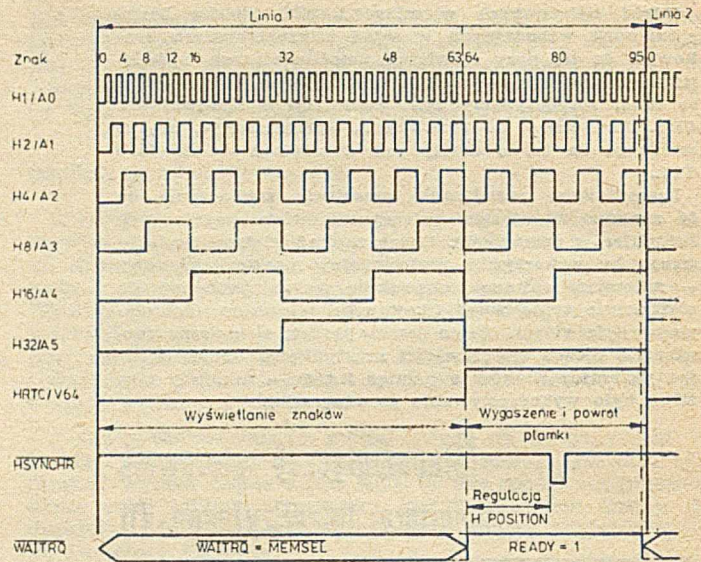 Linia 1 Linia 2
Znak 0 4 8 12 16 32 48 63 64 80 95 0
H1/A0
H2/A1
H4/A2
H8/A3
H16/A4
H32/A5
HRTC/V64
Wyświetlanie znaków Wygaszenie i powrót
plamki
HSYNCHR
Regulacja
H POSITION
WAITRQ WAITRQ = MEMSEL READY = 1